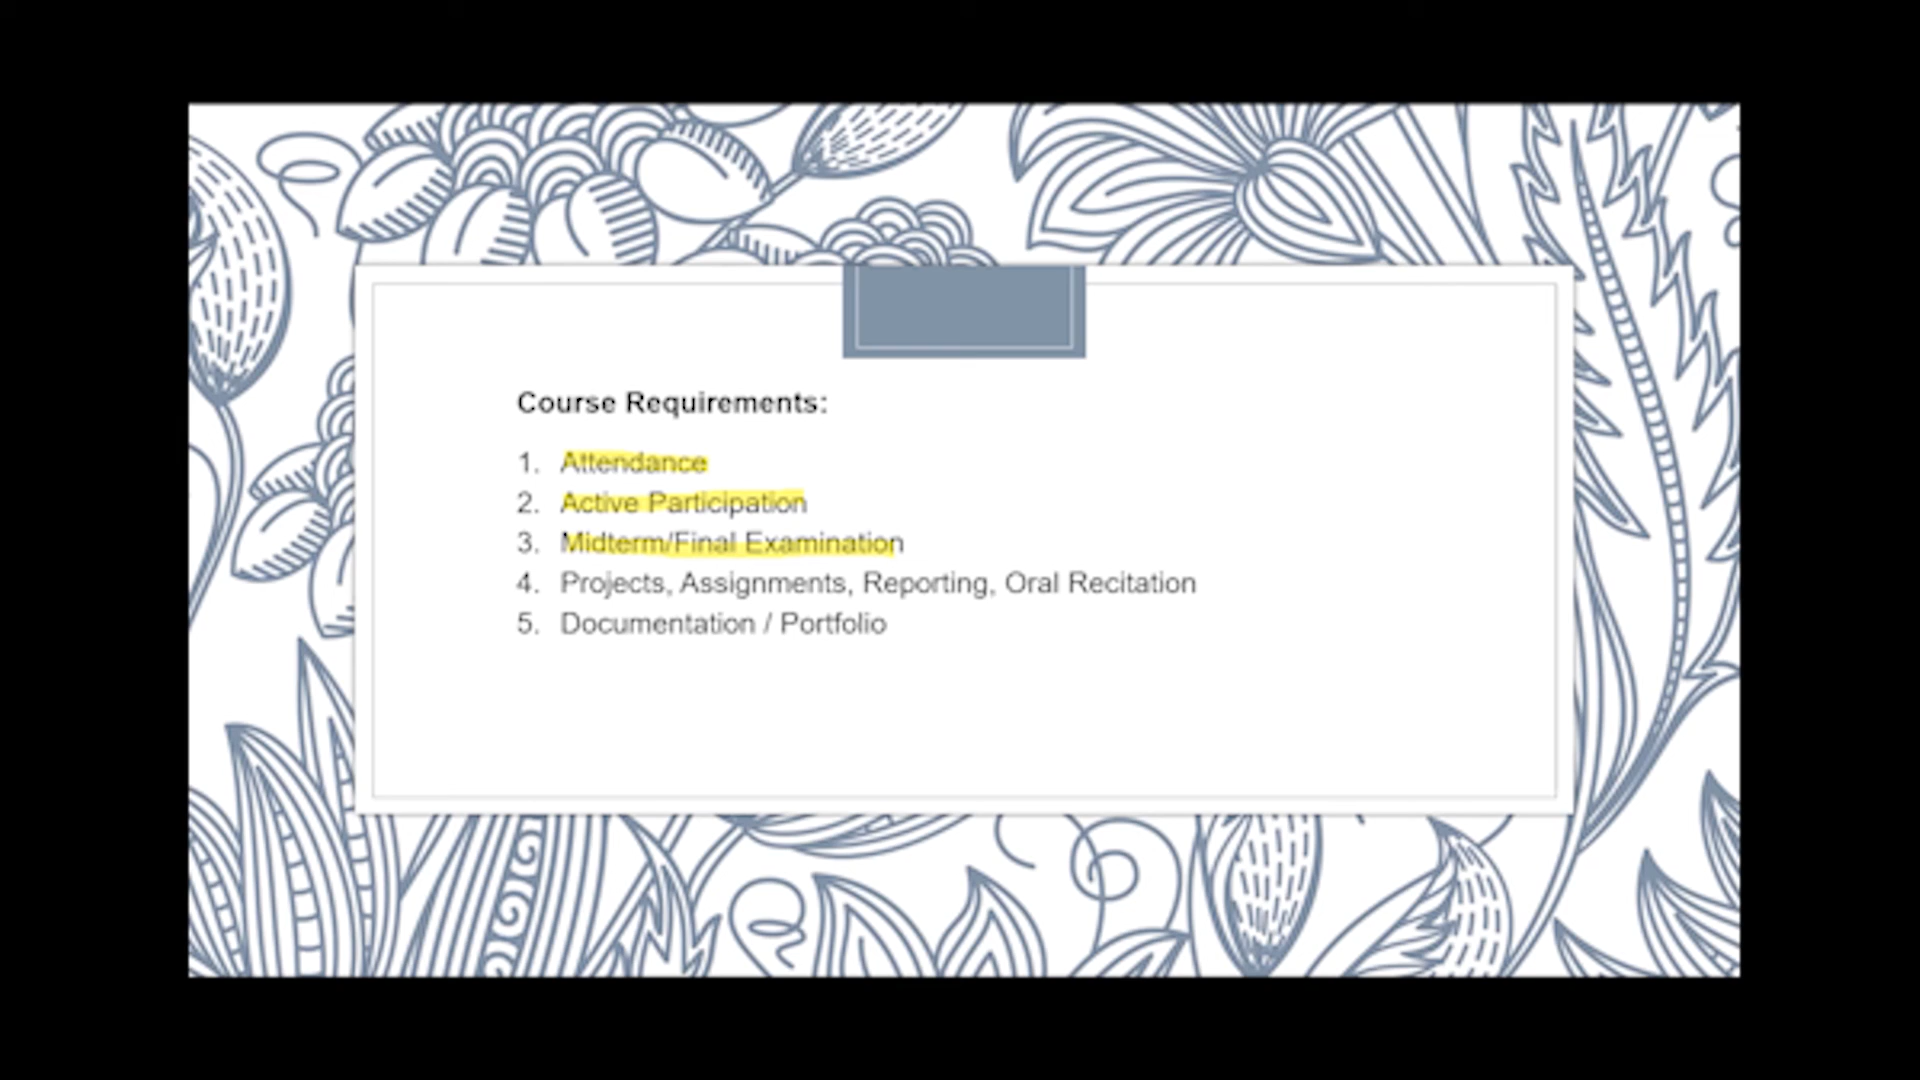 Course Requirements:
1. Attendance
2. Active Participation
3. Midterm/Final Examination
4. Projects, Assignments, Reporting, Oral Recitation
5. Documentation / Portfolio